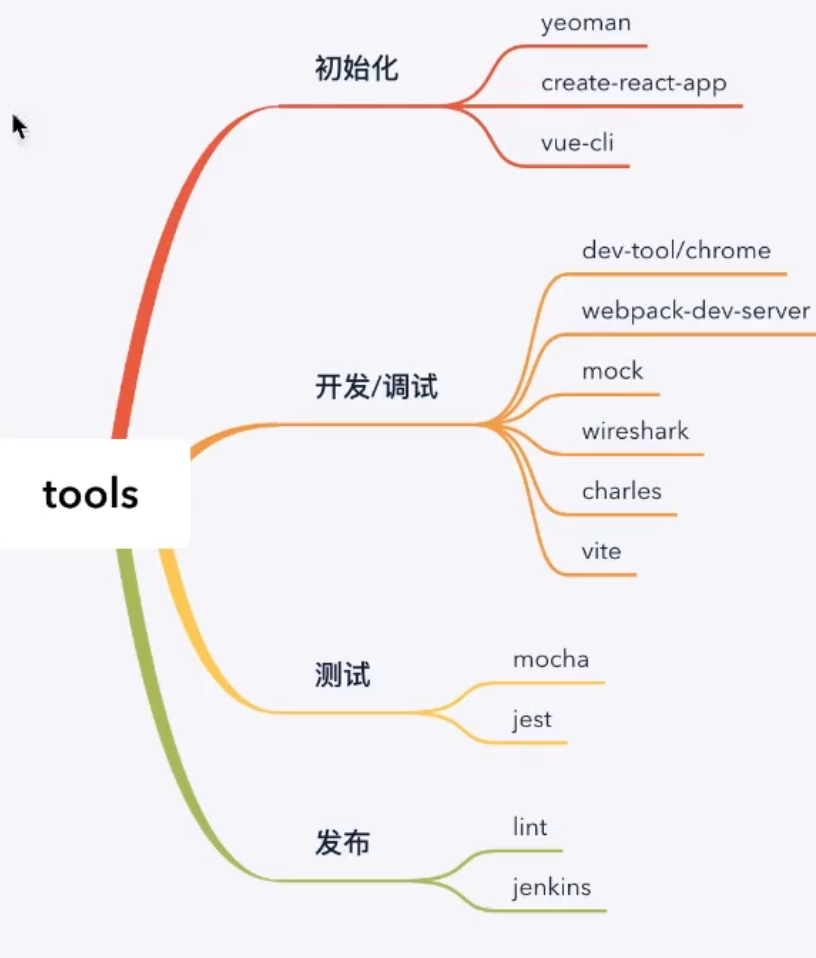 tools
初始化
yeoman
create-react-app
vue-cli
开发/调试
dev-tool/chrome
webpack-dev-server
mock
wireshark
charles
vite
测试
mocha
jest
发布
lint
jenkins